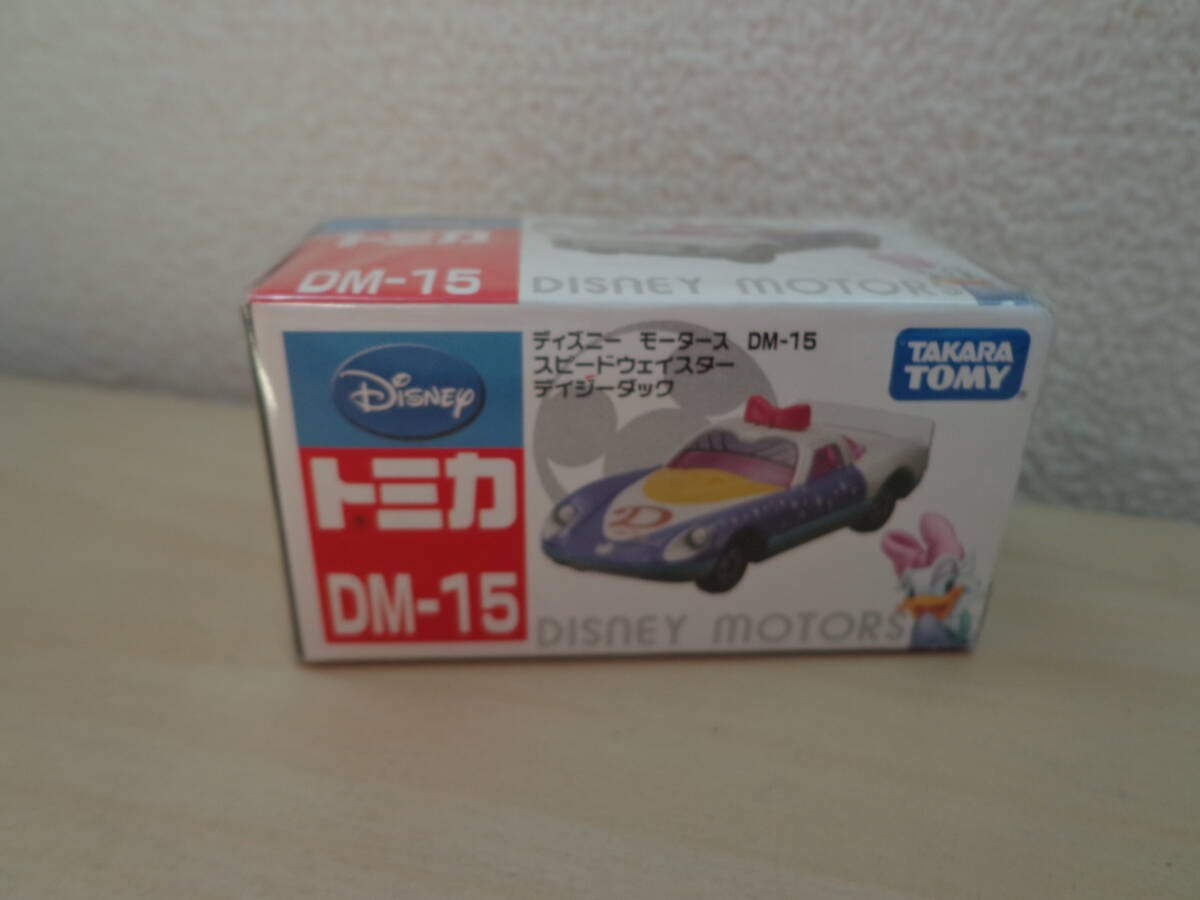 トミカ
DM-15
DISNEY MOTORS
Disney
トミカ
DM-15
ディズニー モータース DM-15
スピードウェイスター
デイジーダック
TAKARA
TOMY
D
DISNEY MOTORS